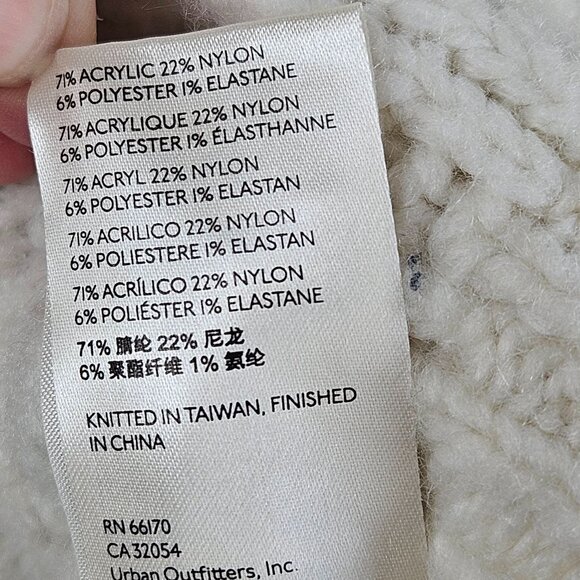 71% ACRYLIC 22% NYLON
6% POLYESTER 1% ELASTANE
71% ACRYLIQUE 22% NYLON
6% POLYESTER 1% ÉLASTHANNE
71% ACRYL 22% NYLON
6% POLYESTER 1% ELASTAN
71% ACRILICO 22% NYLON
6% POLIESTERE 1% ELASTAN
71% ACRÍLICO 22% NYLON
6% POLIÉSTER 1% ELASTANE
71% 腈纶 22% 尼龙
6% 聚酯纤维 1% 氨纶
KNITTED IN TAIWAN, FINISHED
IN CHINA
RN 66170
CA 32054
Urban Outfitters, Inc.